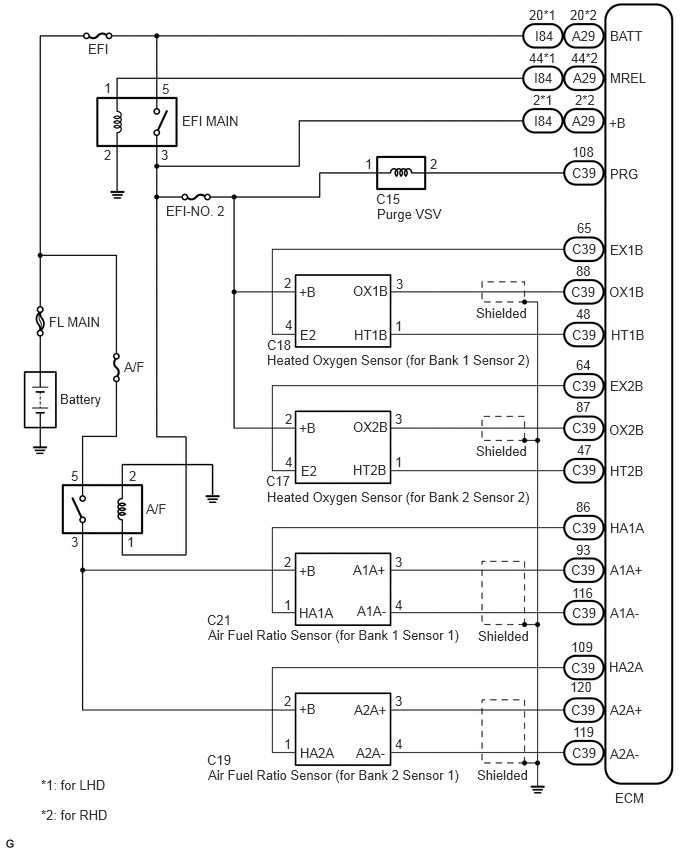 20*1 20*2
EFI I84 A29 BATT
44*1 44*2
1 5 I84 A29 MREL
2*1 2*2
EFI MAIN I84 A29 +B
2 3
108
1 2 C39 PRG
C15
EFI-NO. 2 Purge VSV
65
C39 EX1B
88
2 +B OX1B 3 C39 OX1B
Shielded
48
4 E2 HT1B 1 C39 HT1B
C18
Heated Oxygen Sensor (for Bank 1 Sensor 2)
FL MAIN
A/F
64
C39 EX2B
Battery
87
2 +B OX2B 3 C39 OX2B
Shielded
47
4 E2 HT2B 1 C39 HT2B
C17
Heated Oxygen Sensor (for Bank 2 Sensor 2)
5 2
A/F
3 1
86
C39 HA1A
93
2 +B A1A+ 3 C39 A1A+
116
1 HA1A A1A- 4 C39 A1A-
C21
Air Fuel Ratio Sensor (for Bank 1 Sensor 1) Shielded
109
C39 HA2A
120
2 +B A2A+ 3 C39 A2A+
119
1 HA2A A2A- 4 C39 A2A-
C19
Air Fuel Ratio Sensor (for Bank 2 Sensor 1) Shielded
ECM
*1: for LHD
*2: for RHD
G